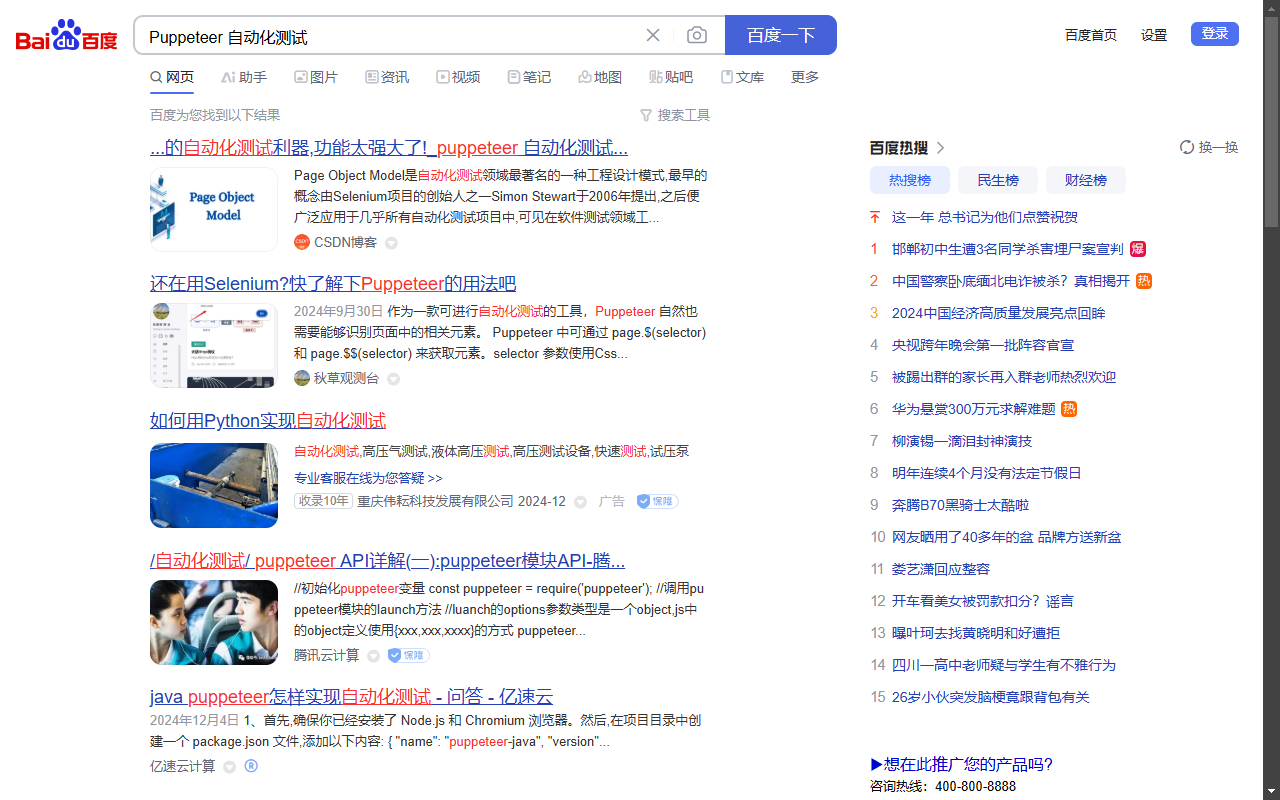 Bai du 百度
Puppeteer 自动化测试
百度一下
百度首页
设置
登录
网页
Ai 助手
图片
资讯
视频
笔记
地图
贴 贴吧
文库
更多
百度为您找到以下结果
搜索工具
...的自动化测试利器,功能太强大了!_puppeteer 自动化测试...
Page Object
Model
Page Object Model是自动化测试领域最著名的一种工程设计模式,最早的
概念由Selenium项目的创始人之一Simon Stewart于2006年提出,之后便
广泛应用于几乎所有自动化测试项目中,可见在软件测试领域工...
CSDN CSDN博客
还在用Selenium?快了解下Puppeteer的用法吧
2024年9月30日 作为一款可进行自动化测试的工具，Puppeteer 自然也
需要能够识别页面中的相关元素。 Puppeteer 中可通过 page.$(selector)
和 page.$$(selector) 来获取元素。selector 参数使用Css...
秋草观测台
如何用Python实现自动化测试
自动化测试,高压气测试,液体高压测试,高压测试设备,快速测试,试压泵
专业客服在线为您答疑 >>
收录10年 重庆伟耘科技发展有限公司 2024-12 广告 保障
/自动化测试/ puppeteer API详解(一):puppeteer模块API-腾...
//初始化puppeteer变量 const puppeteer = require('puppeteer'); //调用pu
ppeteer模块的launch方法 //luanch的options参数类型是一个object,js中
的object定义使用{xxx,xxx,xxxx}的方式 puppeteer...
腾讯云计算 保障
java puppeteer怎样实现自动化测试 - 问答 - 亿速云
2024年12月4日 1、首先,确保你已经安装了 Node.js 和 Chromium 浏览器。然后,在项目目录中创
建一个 package.json 文件,添加以下内容: { "name": "puppeteer-java", "version"...
亿速云计算 R
百度热搜
换一换
热搜榜
民生榜
财经榜
这一年 总书记为他们点赞祝贺
1 邯郸初中生遭3名同学杀害埋尸案宣判 爆
2 中国警察卧底缅北电诈被杀？真相揭开 热
3 2024中国经济高质量发展亮点回眸
4 央视跨年晚会第一批阵容官宣
5 被踢出群的家长再入群老师热烈欢迎
6 华为悬赏300万元求解难题 热
7 柳演锡一滴泪封神演技
8 明年连续4个月没有法定节假日
9 奔腾B70黑骑士太酷啦
10 网友晒用了40多年的盆 品牌方送新盆
11 娄艺潇回应整容
12 开车看美女被罚款扣分？谣言
13 曝叶珂去找黄晓明和好遭拒
14 四川一高中老师疑与学生有不雅行为
15 26岁小伙突发脑梗竟跟背包有关
▶想在此推广您的产品吗?
咨询热线：400-800-8888